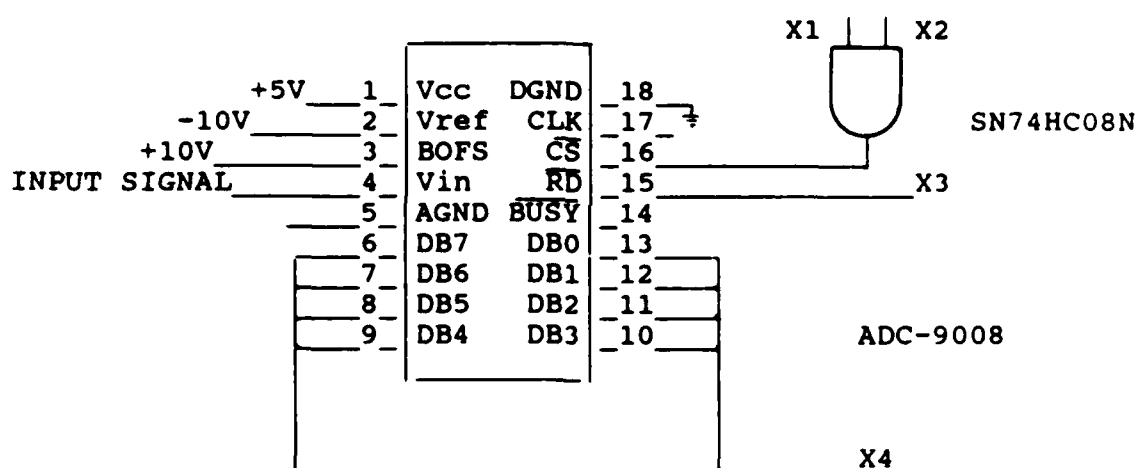 X1 X2
+5V 1 Vcc DGND 18
-10V 2 Vref CLK 17 SN74HC08N
+10V 3 BOFS CS 16
INPUT SIGNAL 4 Vin RD 15 X3
5 AGND BUSY 14
6 DB7 DB0 13
7 DB6 DB1 12
8 DB5 DB2 11
9 DB4 DB3 10 ADC-9008
X4